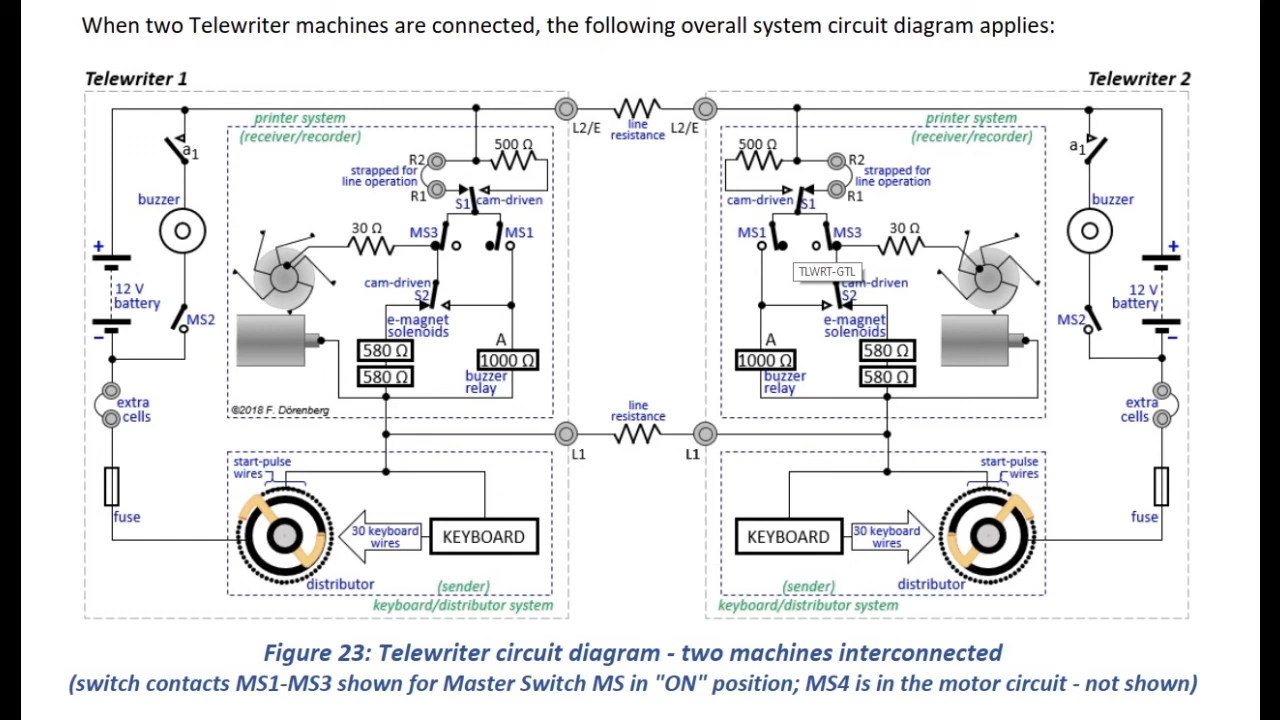 When two Telewriter machines are connected, the following overall system circuit diagram applies:
Telewriter 1
Telewriter 2
printer system
(receiver/recorder)
a1
buzzer
+
12 V
battery
−
MS2
extra
cells
fuse
R2
500 Ω
strapped for
line operation
R1
S1
cam-driven
30 Ω
MS3
MS1
cam-driven
S2
e-magnet
solenoids
580 Ω
580 Ω
A
1000 Ω
buzzer
relay
©2018 F. Dörenberg
L2/E
line
resistance
L2/E
L1
line
resistance
L1
start-pulse
wires
30 keyboard
wires
KEYBOARD
distributor
(sender)
keyboard/distributor system
printer system
(receiver/recorder)
500 Ω
R2
strapped for
line operation
R1
cam-driven
S1
MS1
MS3
30 Ω
TLWRT-GTL
cam-driven
S2
e-magnet
solenoids
580 Ω
580 Ω
A
1000 Ω
buzzer
relay
a1
buzzer
+
12 V
battery
−
MS2
extra
cells
fuse
start-pulse
wires
KEYBOARD
30 keyboard
wires
distributor
(sender)
keyboard/distributor system
Figure 23: Telewriter circuit diagram - two machines interconnected
(switch contacts MS1-MS3 shown for Master Switch MS in "ON" position; MS4 is in the motor circuit - not shown)